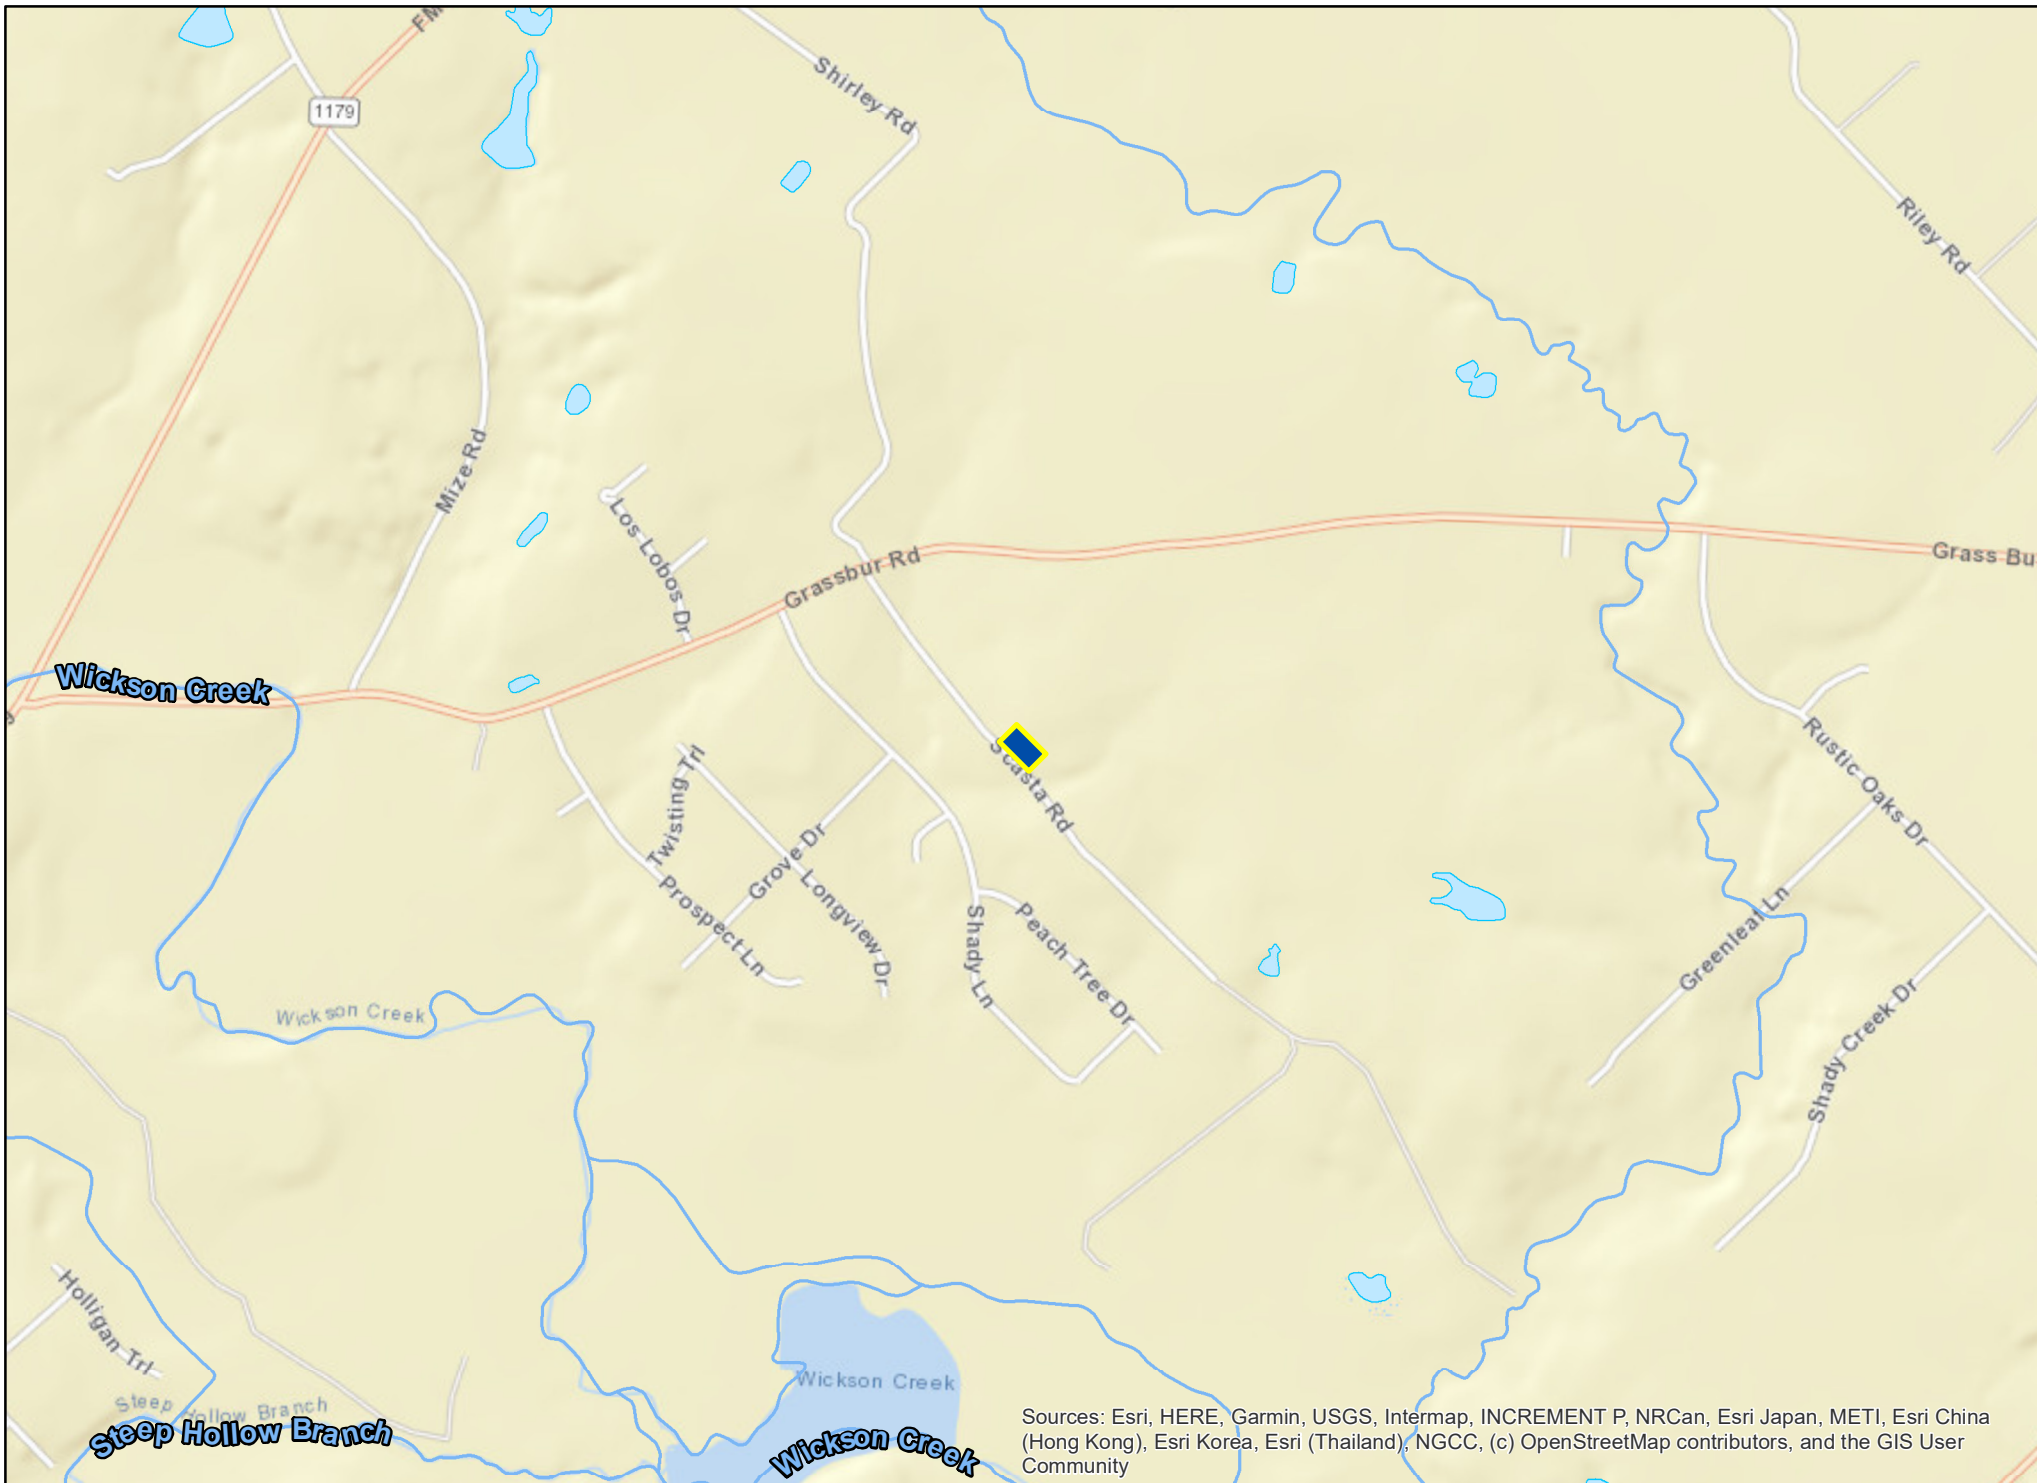 FM
Shirley Rd
1179
Riley Rd
Mize Rd
Los Lobos Dr
Grassbur Rd
Grass Bu
Wickson Creek
Scasta Rd
Twisting Trl
Rustic Oaks Dr
Grove Dr
Longview Dr
Prospect Ln
Shady Ln
Peach Tree Dr
Greenleaf Ln
Shady Creek Dr
Wickson Creek
Holligan Trl
Wickson Creek
Steep Hollow Branch
Steep Hollow Branch
Wickson Creek
Sources: Esri, HERE, Garmin, USGS, Intermap, INCREMENT P, NRCan, Esri Japan, METI, Esri China
(Hong Kong), Esri Korea, Esri (Thailand), NGCC, (c) OpenStreetMap contributors, and the GIS User
Community